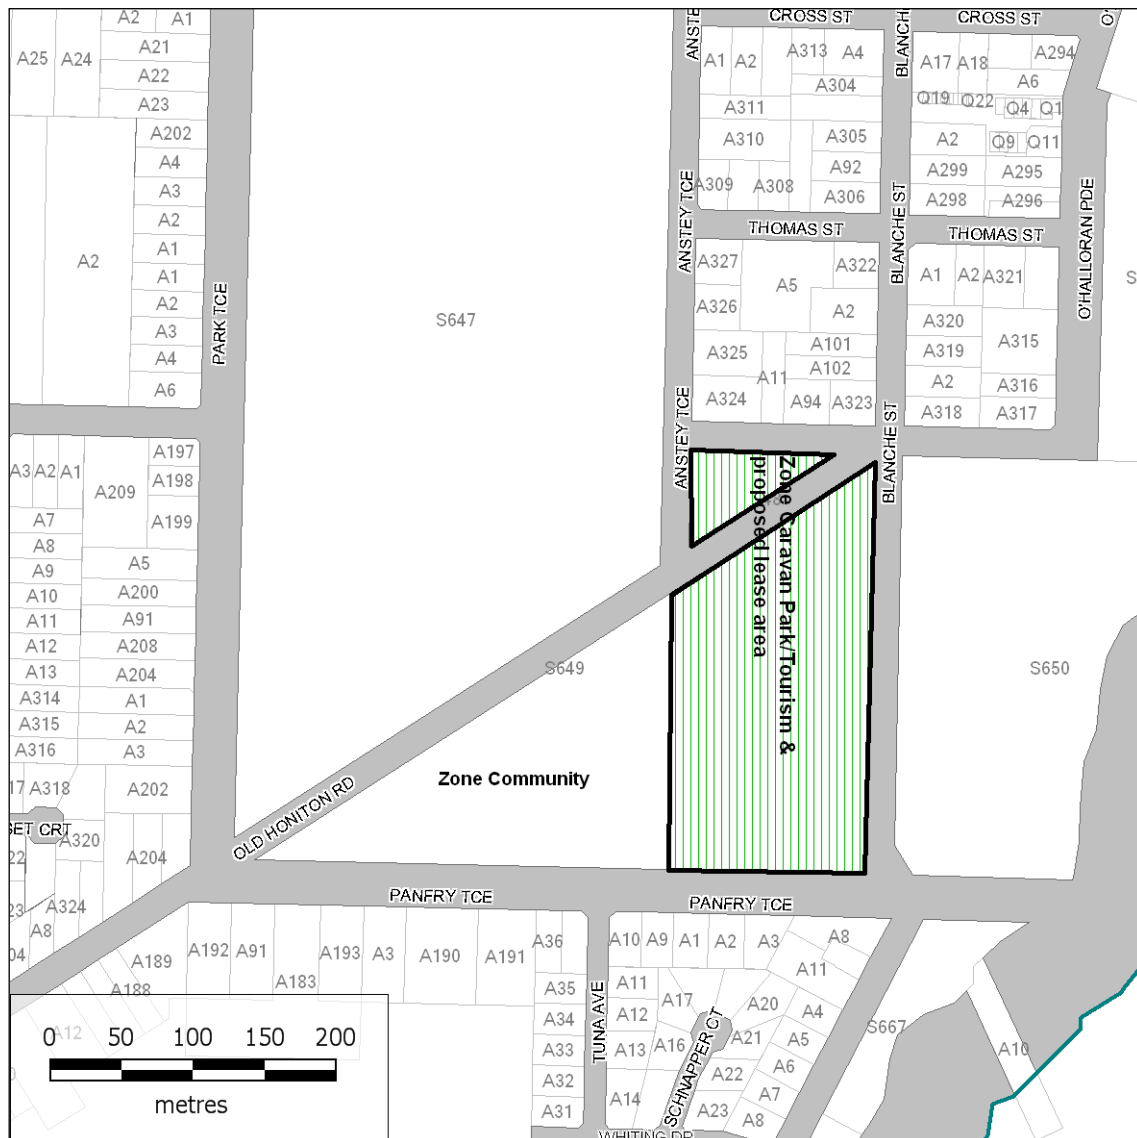 CROSS ST
CROSS ST
A2 A1
A25 A24
A21
A22
A23
A202
A4
A3
A2
A1
A1
A2
A3
A4
A6
A2
PARK TCE
S647
ANSTEY TCE
ANSTEY TCE
A1 A2
A313 A4
A304
A311
A310
A305
A92
A306
A309 A308
THOMAS ST
THOMAS ST
BLANCHE ST
BLANCHE ST
A17 A18
A294
A6
Q19 Q22
Q4 Q1
A2
Q9 Q11
A299 A295
A298 A296
O'HALLORAN PDE
A327
A326
A5
A322
A2
A325
A324
A11
A101
A102
A94 A323
A1 A2 A321
A320
A319
A2
A318
A315
A316
A317
A3 A2 A1
A209
A197
A198
A199
A7
A8
A9
A10
A11
A12
A13
A314
A315
A316
A5
A200
A91
A208
A204
A1
A2
A3
A318
A202
A320
A204
A324
A8
Zone Caravan Park/Tourism &
proposed lease area
S649
S650
Zone Community
OLD HONITON RD
PANFRY TCE
PANFRY TCE
A189
A188
A192 A91
A183
A193 A3
A190
A191
A36
A35
A34
A33
A32
A31
TUNA AVE
A10 A9 A1 A2 A3
A8
A11
A11
A12
A13
A14
A17
A16
A20
A21
A22
A23
A4
A5
A6
A7
A8
SCHNAPPER CT
WHITING DR
S667
A10
A12
0 50 100 150 200
metres